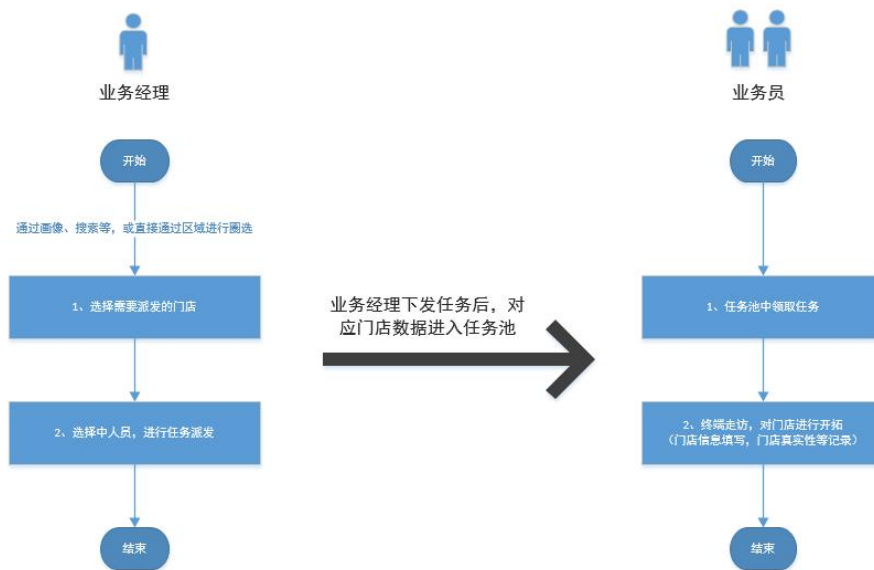 业务经理
开始
通过画像、搜索等，或直接通过区域进行圈选
1、选择需要派发的门店
2、选择中人员，进行任务派发
结束
业务经理下发任务后，对
应门店数据进入任务池
业务员
开始
1、任务池中领取任务
2、终端走访，对门店进行开拓
（门店信息填写，门店真实性等记录）
结束